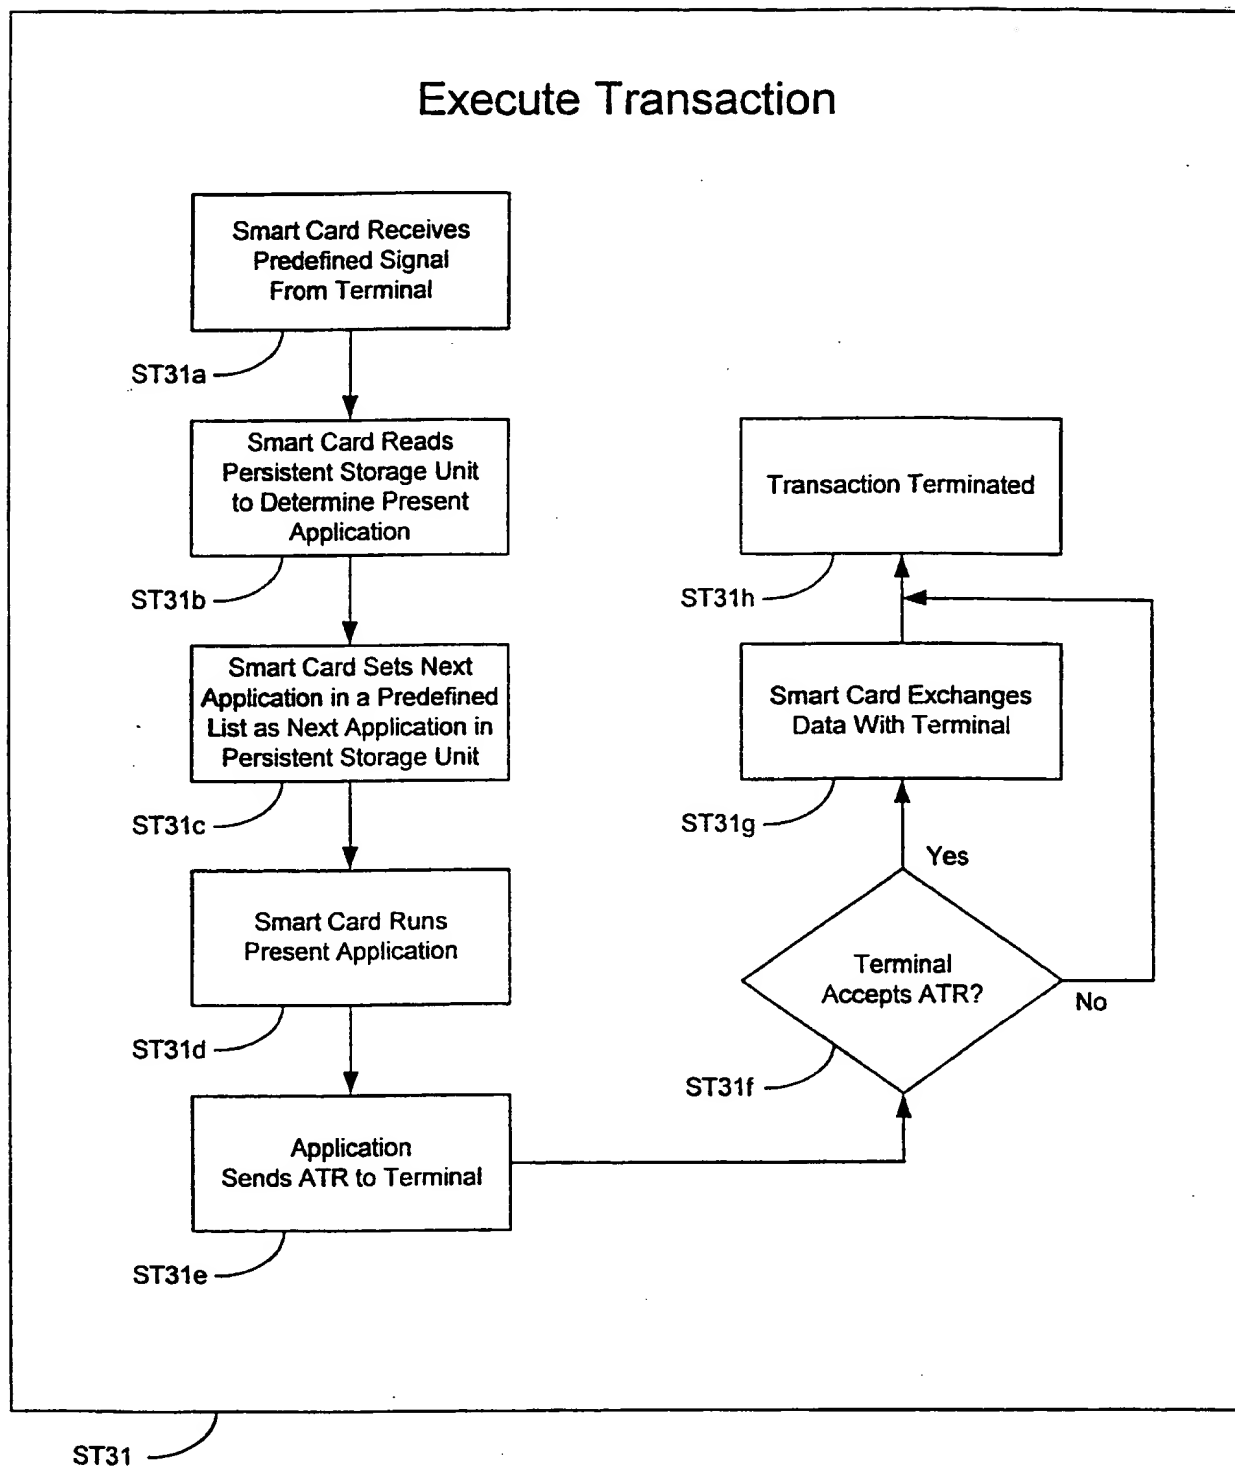 Execute Transaction
Smart Card Receives
Predefined Signal
From Terminal
ST31a
Smart Card Reads
Persistent Storage Unit
to Determine Present
Application
ST31b
Smart Card Sets Next
Application in a Predefined
List as Next Application in
Persistent Storage Unit
ST31c
Smart Card Runs
Present Application
ST31d
Application
Sends ATR to Terminal
ST31e
Terminal
Accepts ATR?
ST31f
Yes
No
Smart Card Exchanges
Data With Terminal
ST31g
Transaction Terminated
ST31h
ST31